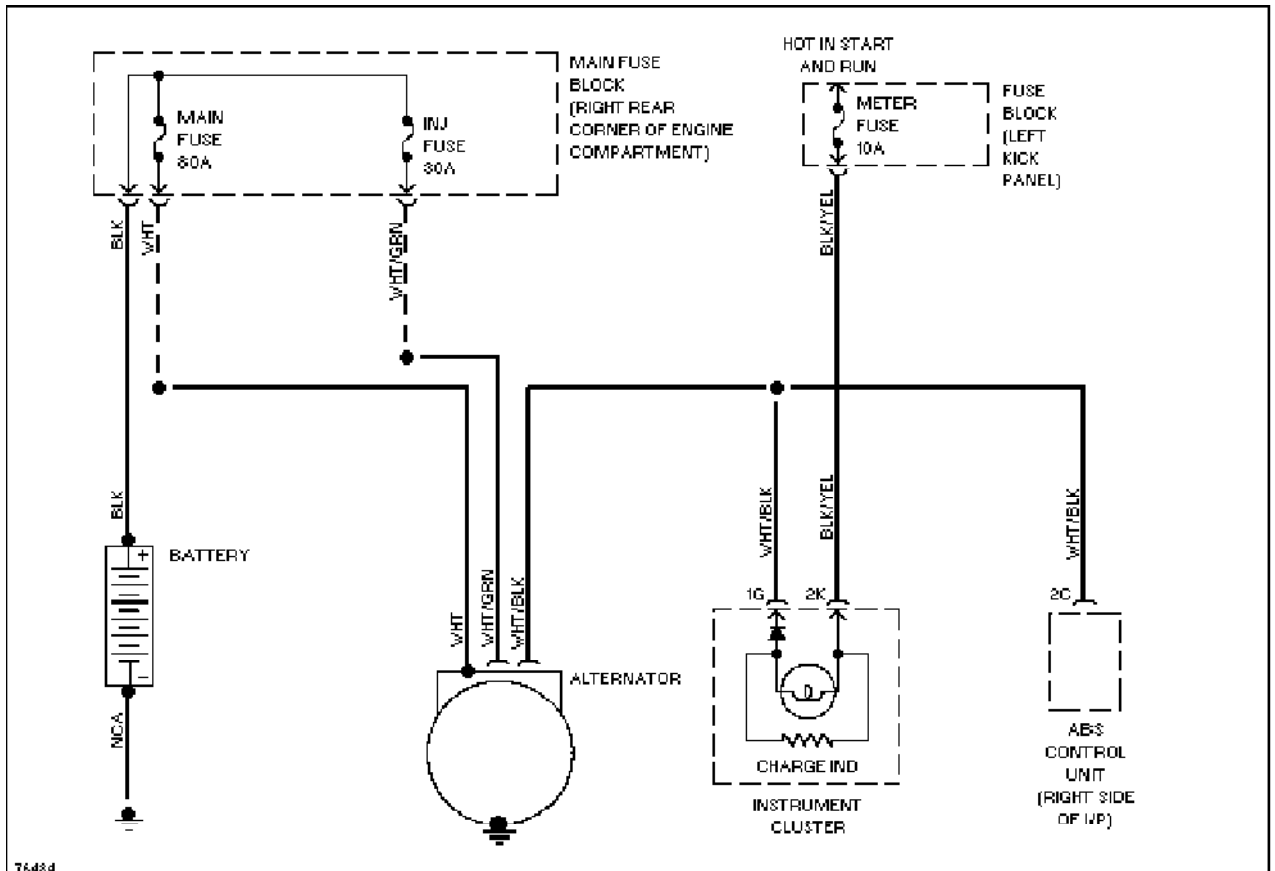 HOT IN START
AND RUN
MAIN FUSE
BLOCK
(RIGHT REAR
CORNER OF ENGINE
COMPARTMENT)
MAIN
FUSE
80A
INJ
FUSE
30A
METER
FUSE
10A
FUSE
BLOCK
(LEFT
KICK
PANEL)
BLK
WHT
WHT/GRN
BLK/YEL
BLK
BATTERY
+
-
NCA
WHT
WHT/GRN
WHT/BLK
ALTERNATOR
WHT/BLK
BLK/YEL
WHT/BLK
1G
2K
2C
CHARGE IND
INSTRUMENT
CLUSTER
ABS
CONTROL
UNIT
(RIGHT SIDE
OF I/P)